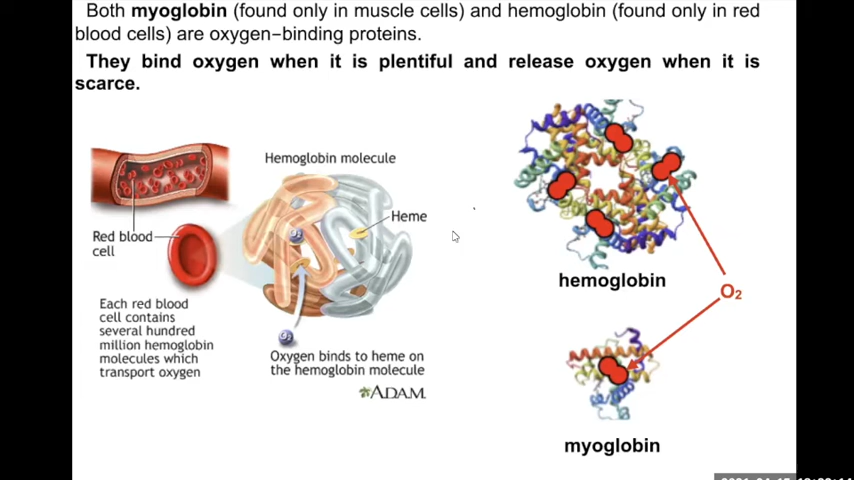 Both myoglobin (found only in muscle cells) and hemoglobin (found only in red
blood cells) are oxygen−binding proteins.
They bind oxygen when it is plentiful and release oxygen when it is
scarce.
Hemoglobin molecule
Heme
O2
Red blood
cell
Each red blood
cell contains
several hundred
million hemoglobin
molecules which
transport oxygen
O2
Oxygen binds to heme on
the hemoglobin molecule
ADAM.
hemoglobin
O2
myoglobin